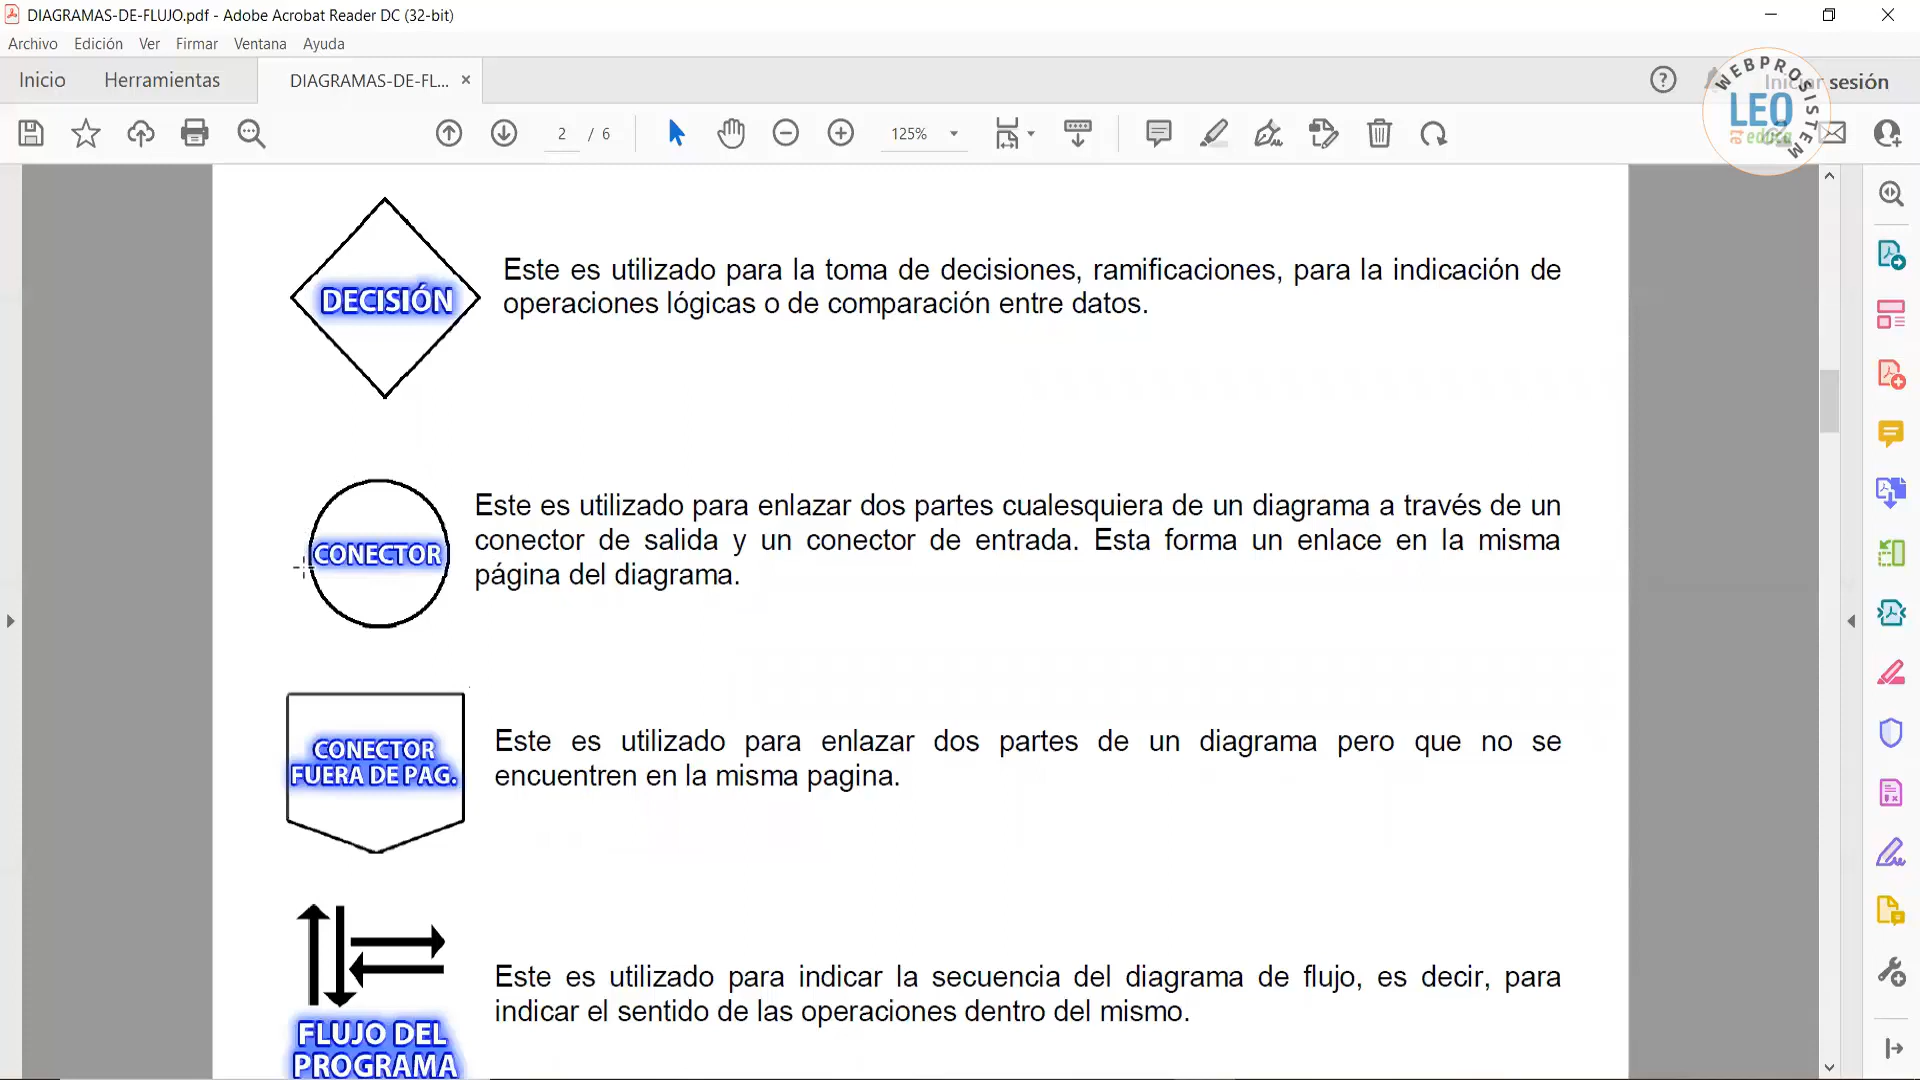 DIAGRAMAS-DE-FLUJO.pdf - Adobe Acrobat Reader DC (32-bit)
Archivo Edición Ver Firmar Ventana Ayuda
Inicio Herramientas DIAGRAMAS-DE-FL... × Iniciar sesión
WEBPROSISTEM
LEO
te educa
2 / 6 125%
DECISIÓN
Este es utilizado para la toma de decisiones, ramificaciones, para la indicación de
operaciones lógicas o de comparación entre datos.
CONECTOR
Este es utilizado para enlazar dos partes cualesquiera de un diagrama a través de un
conector de salida y un conector de entrada. Esta forma un enlace en la misma
página del diagrama.
CONECTOR
FUERA DE PAG.
Este es utilizado para enlazar dos partes de un diagrama pero que no se
encuentren en la misma pagina.
FLUJO DEL
PROGRAMA
Este es utilizado para indicar la secuencia del diagrama de flujo, es decir, para
indicar el sentido de las operaciones dentro del mismo.